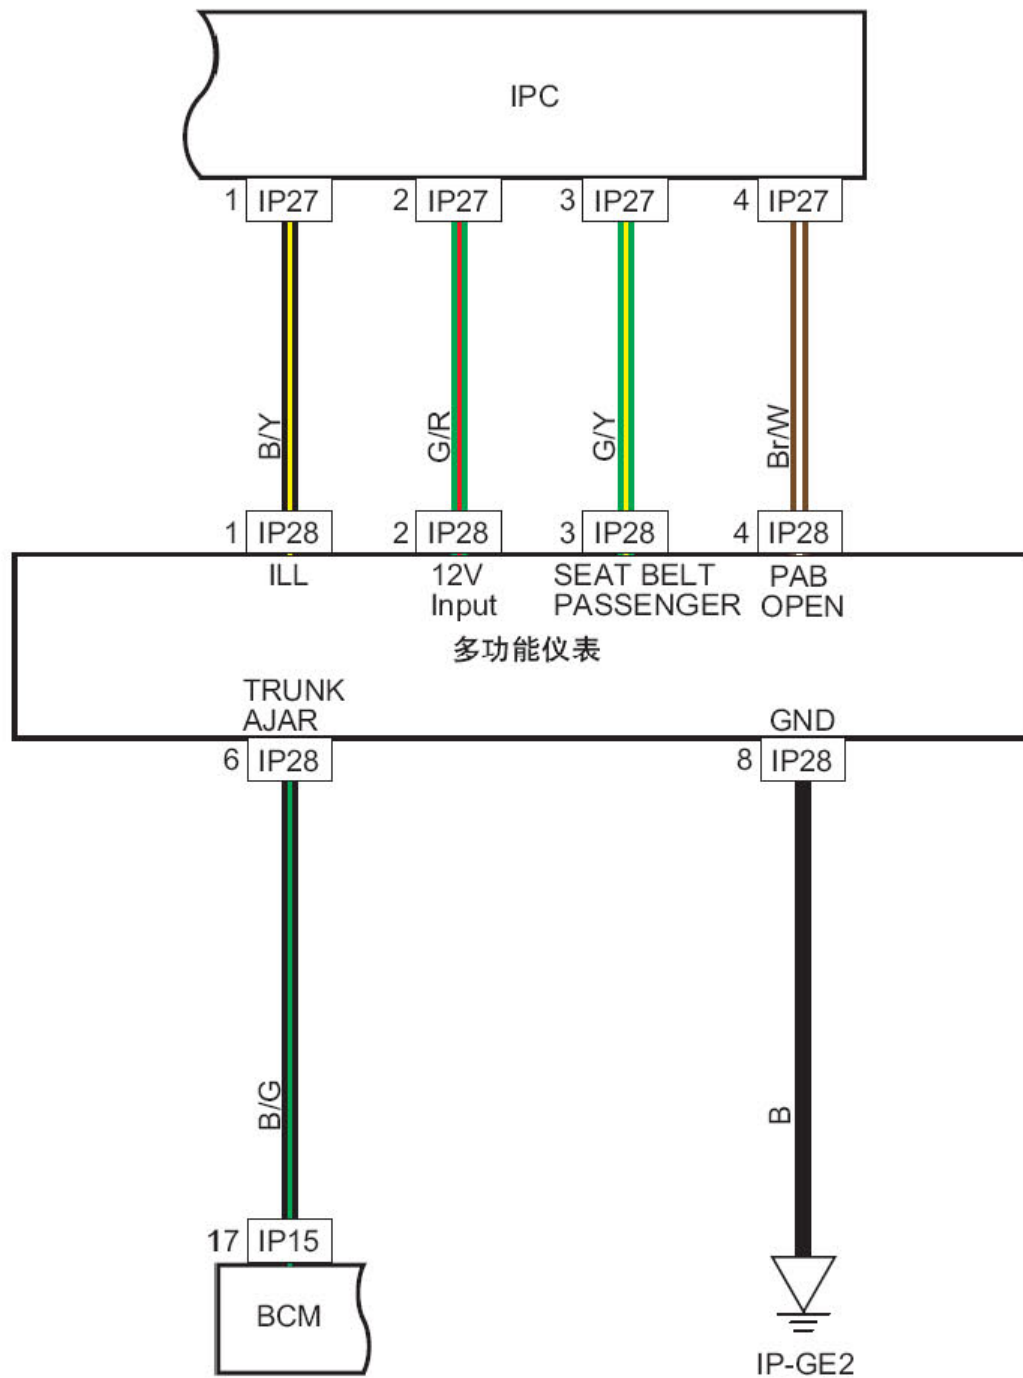 IPC
1 IP27 2 IP27 3 IP27 4 IP27
B/Y G/R G/Y Br/W
1 IP28 2 IP28 3 IP28 4 IP28
ILL 12V SEAT BELT PAB
Input PASSENGER OPEN
多功能仪表
TRUNK
AJAR GND
6 IP28 8 IP28
B/G B
17 IP15
BCM
IP-GE2